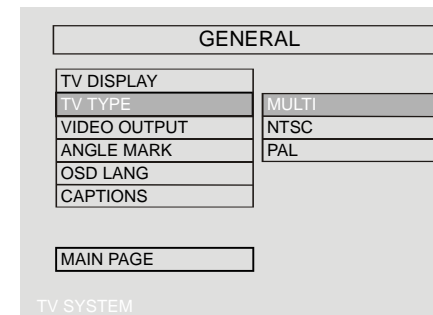 GENERAL
TV DISPLAY
TV TYPE MULTI
VIDEO OUTPUT NTSC
ANGLE MARK PAL
OSD LANG
CAPTIONS
MAIN PAGE
TV SYSTEM